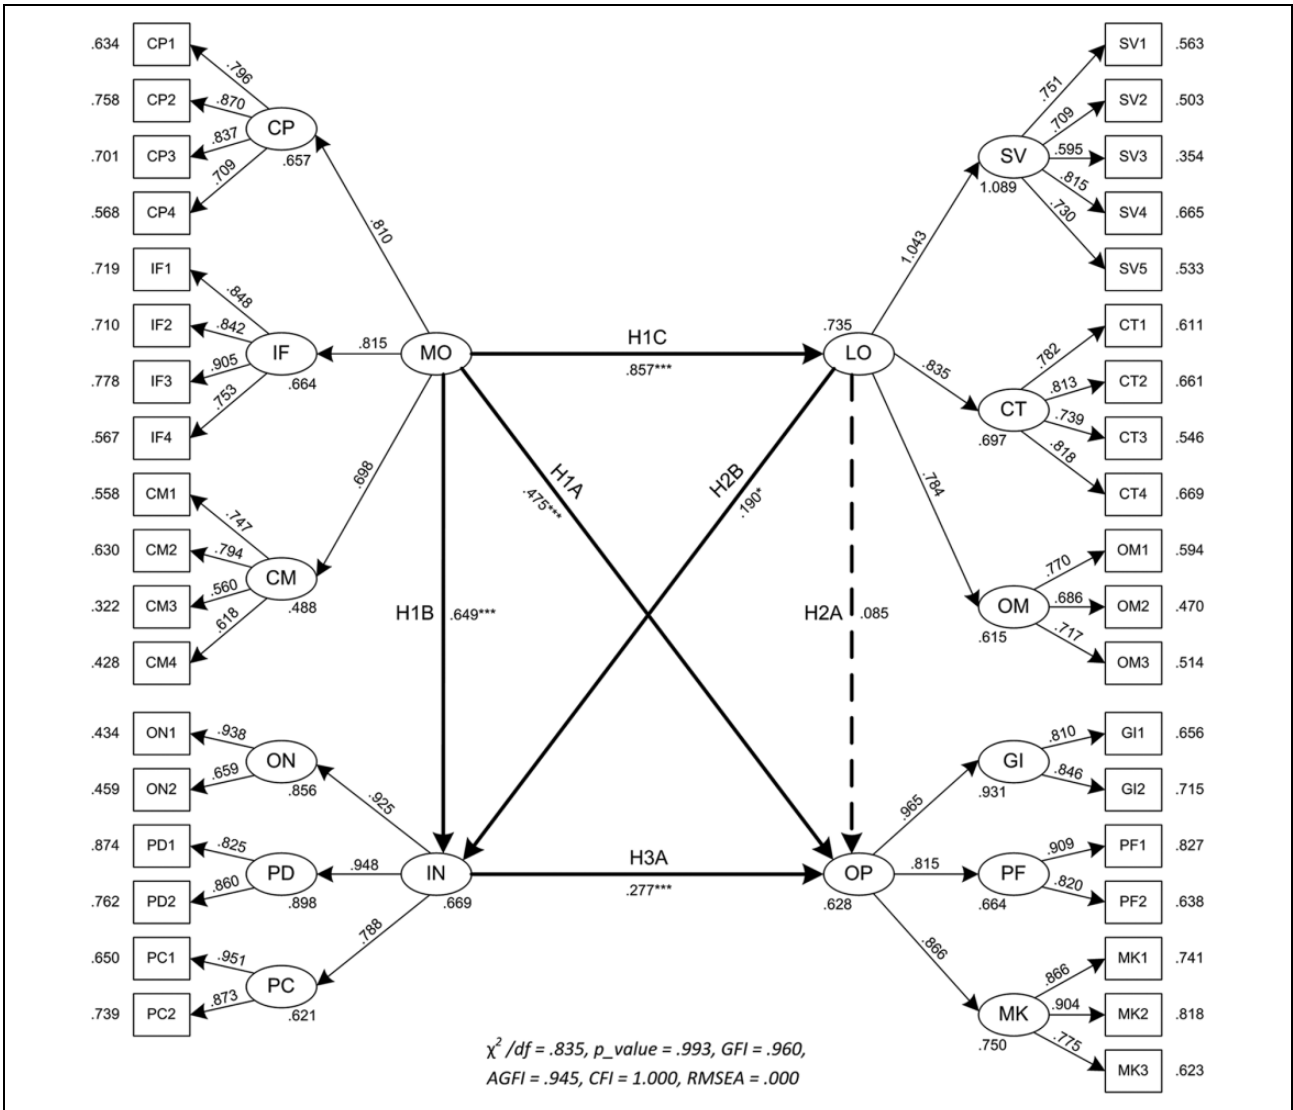 .634 CP1 .796
.758 CP2 .870
CP
.701 CP3 .837
.657
.568 CP4 .709
.810
.719 IF1 .848
.710 IF2 .842
IF .815 MO
.778 IF3 .905
.664
.567 IF4 .753
.698
.558 CM1 .747
.630 CM2 .794
CM
.322 CM3 .560
.488
.428 CM4 .618
.434 ON1 .938
ON
.459 ON2 .659
.856
.925
.874 PD1 .825
PD .948 IN
.762 PD2 .860
.898
.669
.788
.650 PC1 .951
PC
.739 PC2 .873
.621
H1C
.857***
H1A
.475***
H2B
.190*
H1B .649***
H2A .085
H3A
.277***
.751 SV1 .563
.709 SV2 .503
SV .595 SV3 .354
1.089
.815 SV4 .665
.730 SV5 .533
1.043
.735
LO
.835
.782 CT1 .611
.813 CT2 .661
CT
.697
.739 CT3 .546
.818 CT4 .669
.784
.770 OM1 .594
OM .686 OM2 .470
.615
.717 OM3 .514
.810 GI1 .656
GI
.931
.846 GI2 .715
.965
OP .815 PF
.628
.664
.909 PF1 .827
.820 PF2 .638
.866
.866 MK1 .741
MK .904 MK2 .818
.750
.775 MK3 .623
χ² /df = .835, p_value = .993, GFI = .960,
AGFI = .945, CFI = 1.000, RMSEA = .000